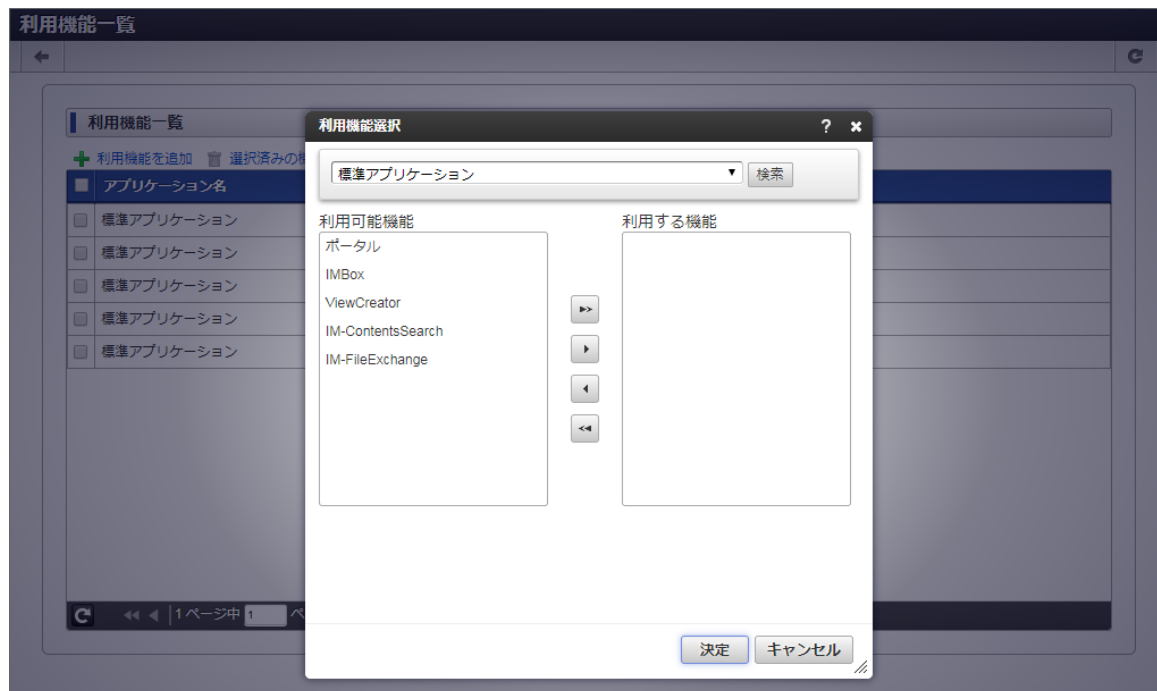 利用機能一覧
利用機能一覧
利用機能を追加 選択済みの
アプリケーション名
標準アプリケーション
標準アプリケーション
標準アプリケーション
標準アプリケーション
標準アプリケーション
1 ページ中 1
利用機能選択 ?
標準アプリケーション 検索
利用可能機能 利用する機能
ポータル
IMBox
ViewCreator
IM-ContentsSearch
IM-FileExchange
決定 キャンセル